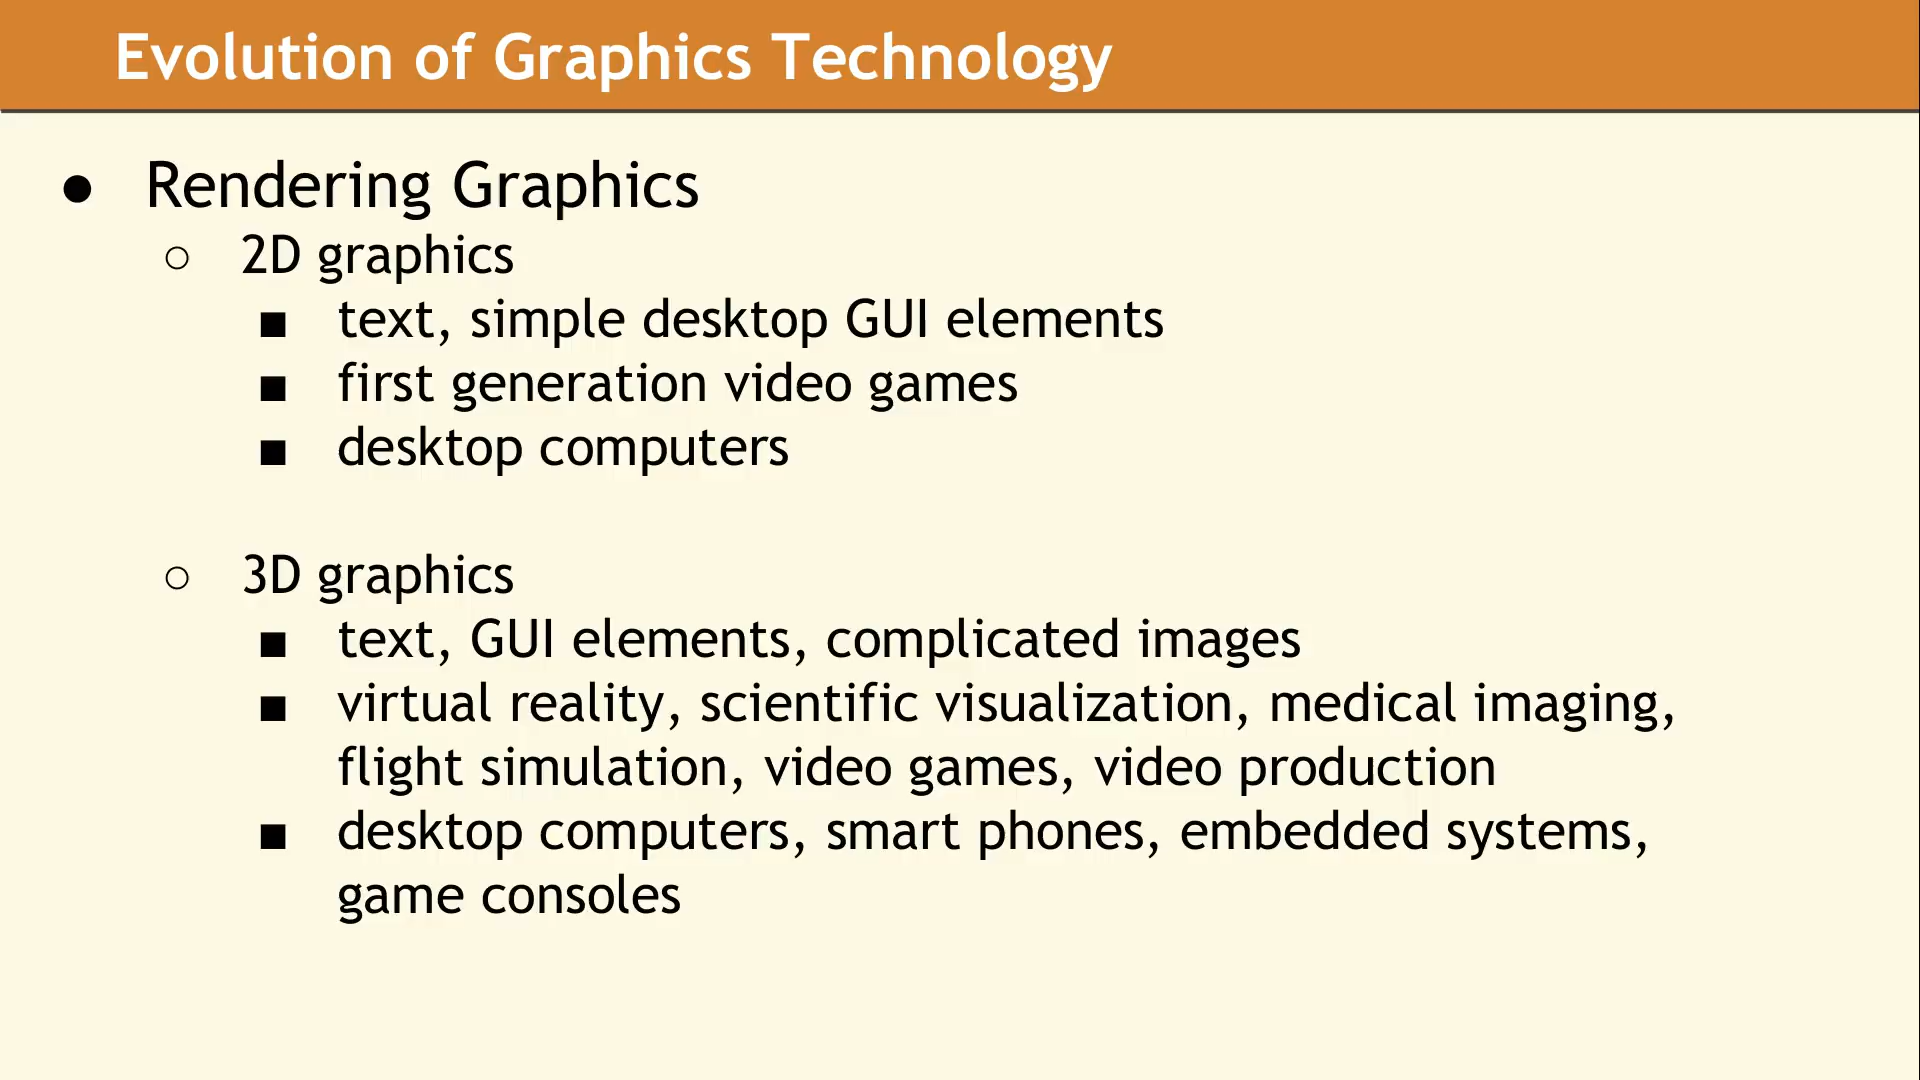 Evolution of Graphics Technology
● Rendering Graphics
○ 2D graphics
■ text, simple desktop GUI elements
■ first generation video games
■ desktop computers
○ 3D graphics
■ text, GUI elements, complicated images
■ virtual reality, scientific visualization, medical imaging,
flight simulation, video games, video production
■ desktop computers, smart phones, embedded systems,
game consoles